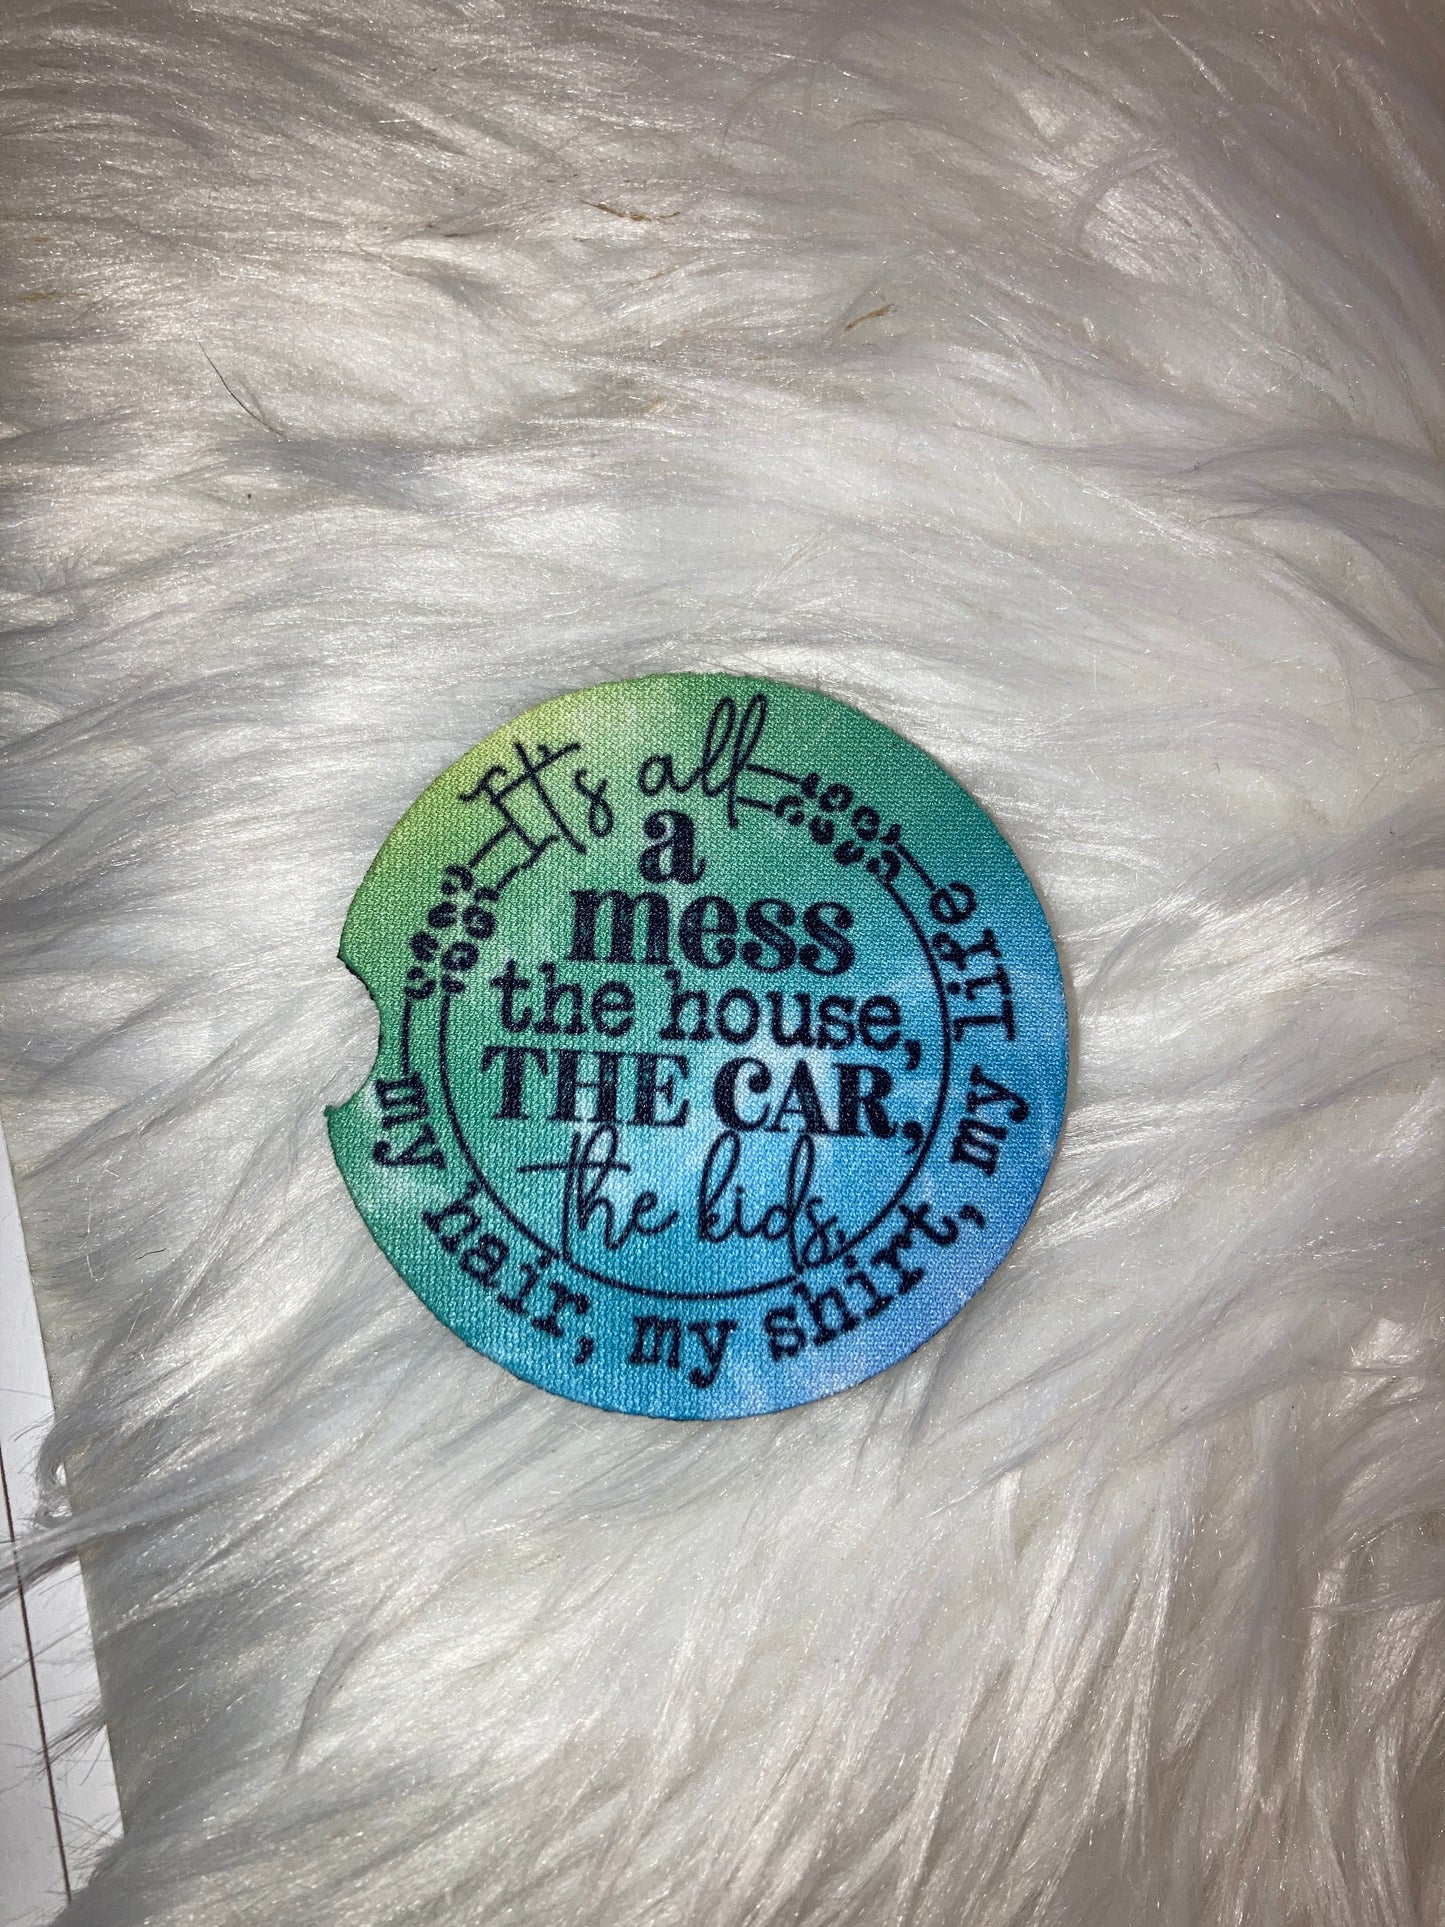 It's all
a
mess
the house,
THE CAR,
the kids,
my hair, my shirt, my life